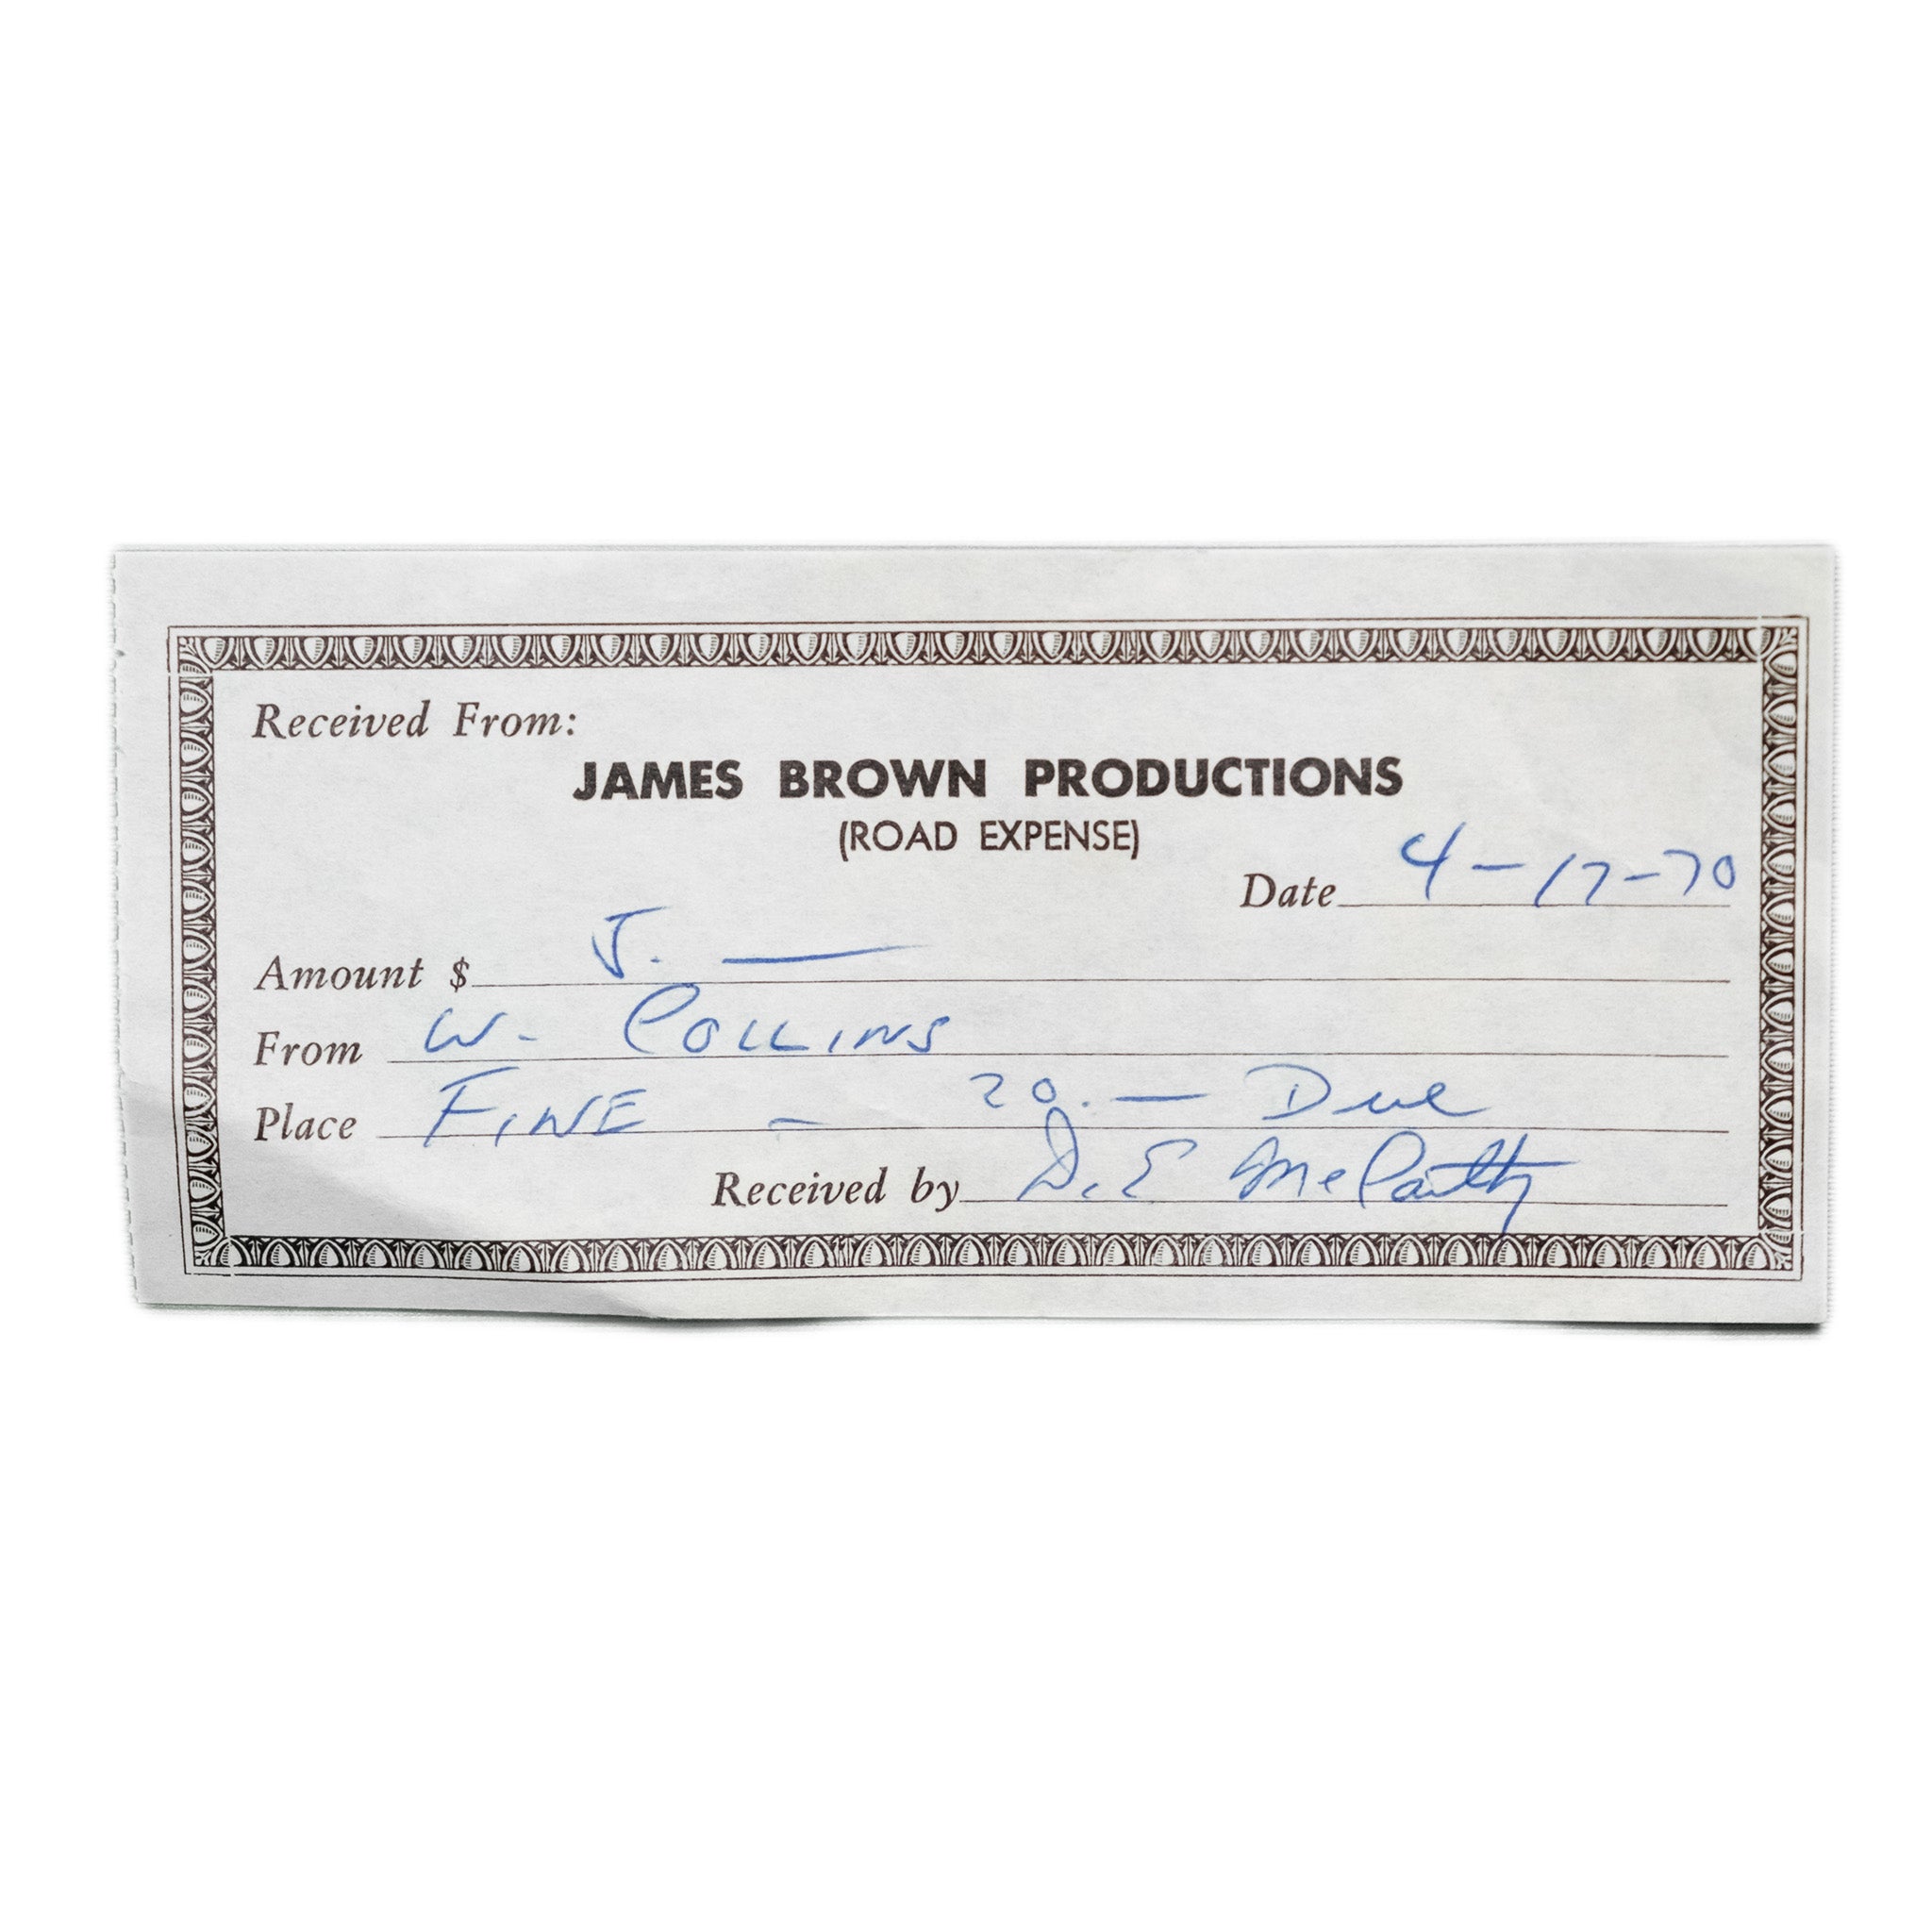 Received From:
JAMES BROWN PRODUCTIONS
(ROAD EXPENSE)
Date 4-17-70
Amount $ 5. —
From W. COLLINS
Place FINE - 20. — Due
Received by D.E McCarthy